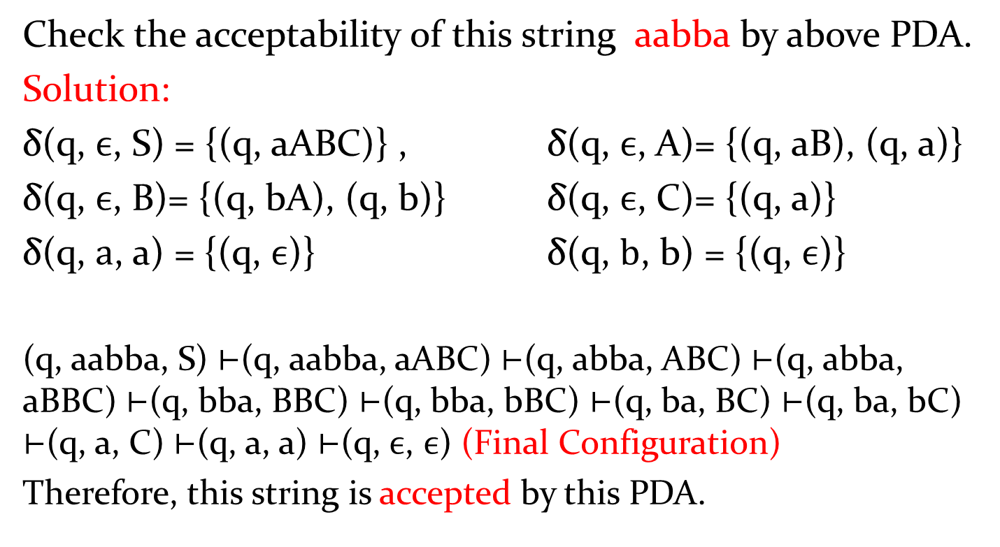 Check the acceptability of this string aabba by above PDA.
Solution:
δ(q, ϵ, S) = {(q, aABC)} , δ(q, ϵ, A)= {(q, aB), (q, a)}
δ(q, ϵ, B)= {(q, bA), (q, b)} δ(q, ϵ, C)= {(q, a)}
δ(q, a, a) = {(q, ϵ)} δ(q, b, b) = {(q, ϵ)}
(q, aabba, S) ⊢(q, aabba, aABC) ⊢(q, abba, ABC) ⊢(q, abba,
aBBC) ⊢(q, bba, BBC) ⊢(q, bba, bBC) ⊢(q, ba, BC) ⊢(q, ba, bC)
⊢(q, a, C) ⊢(q, a, a) ⊢(q, ϵ, ϵ) (Final Configuration)
Therefore, this string is accepted by this PDA.